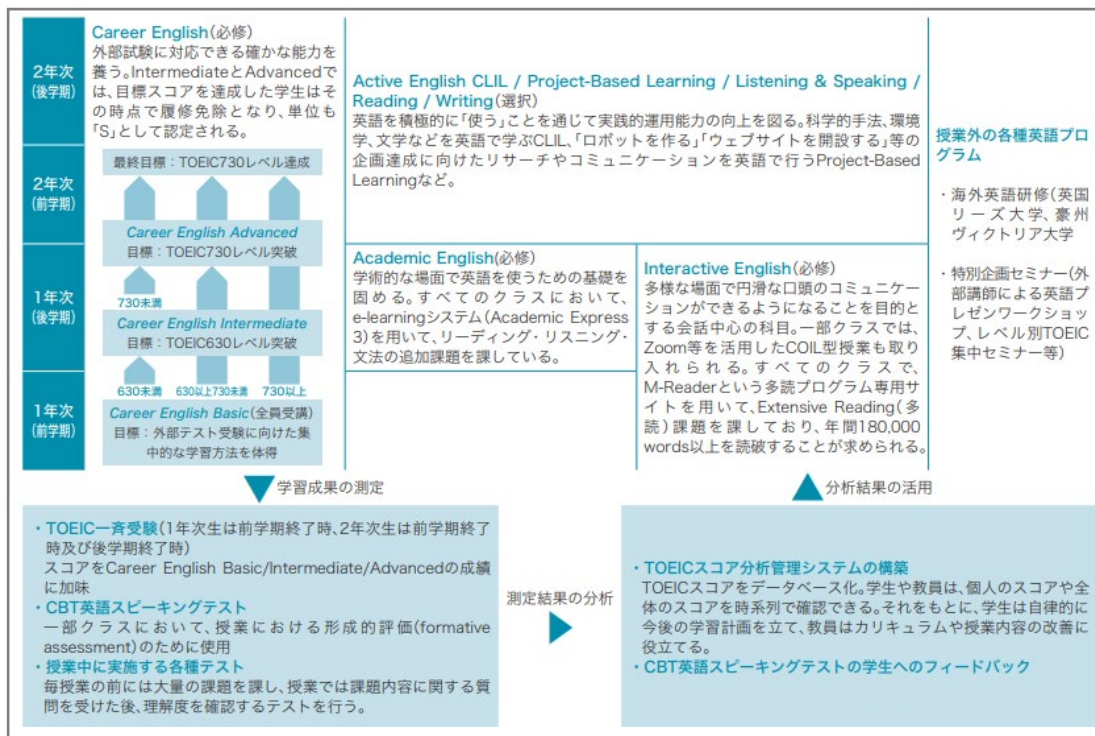 2年次
(後学期)
2年次
(前学期)
1年次
(後学期)
1年次
(前学期)
Career English(必修)
外部試験に対応できる確かな能力を
養う。IntermediateとAdvancedで
は、目標スコアを達成した学生はそ
の時点で履修免除となり、単位も
「S」として認定される。
最終目標：TOEIC730レベル達成
Career English Advanced
目標：TOEIC730レベル突破
730未満
Career English Intermediate
目標：TOEIC630レベル突破
630未満 630以上730未満 730以上
Career English Basic(全員受講)
目標：外部テスト受験に向けた集
中的な学習方法を体得
Active English CLIL / Project-Based Learning / Listening & Speaking /
Reading / Writing(選択)
英語を積極的に「使う」ことを通じて実践的運用能力の向上を図る。科学的手法、環境
学、文学などを英語で学ぶCLIL、「ロボットを作る」「ウェブサイトを開設する」等の
企画達成に向けたリサーチやコミュニケーションを英語で行うProject-Based
Learningなど。
Academic English(必修)
学術的な場面で英語を使うための基礎を
固める。すべてのクラスにおいて、
e-learningシステム(Academic Express
3)を用いて、リーディング・リスニング・
文法の追加課題を課している。
Interactive English(必修)
多様な場面で円滑な口頭のコミュニケー
ションができるようになることを目的と
する会話中心の科目。一部クラスでは、
Zoom等を活用したCOIL型授業も取り
入れられる。すべてのクラスで、
M-Readerという多読プログラム専用サ
イトを用いて、Extensive Reading(多
読)課題を課しており、年間180,000
words以上を読破することが求められる。
授業外の各種英語プロ
グラム
・海外英語研修(英国
リーズ大学、豪州
ヴィクトリア大学
・特別企画セミナー(外
部講師による英語プ
レゼンワークショッ
プ、レベル別TOEIC
集中セミナー等)
学習成果の測定
・TOEIC一斉受験(1年次生は前学期終了時、2年次生は前学期終了
時及び後学期終了時)
スコアをCareer English Basic/Intermediate/Advancedの成績
に加味
・CBT英語スピーキングテスト
一部クラスにおいて、授業における形成的評価(formative
assessment)のために使用
・授業中に実施する各種テスト
毎授業の前には大量の課題を課し、授業では課題内容に関する質
問を受けた後、理解度を確認するテストを行う。
測定結果の分析
分析結果の活用
・TOEICスコア分析管理システムの構築
TOEICスコアをデータベース化。学生や教員は、個人のスコアや全
体のスコアを時系列で確認できる。それをもとに、学生は自律的に
今後の学習計画を立て、教員はカリキュラムや授業内容の改善に
役立てる。
・CBT英語スピーキングテストの学生へのフィードバック